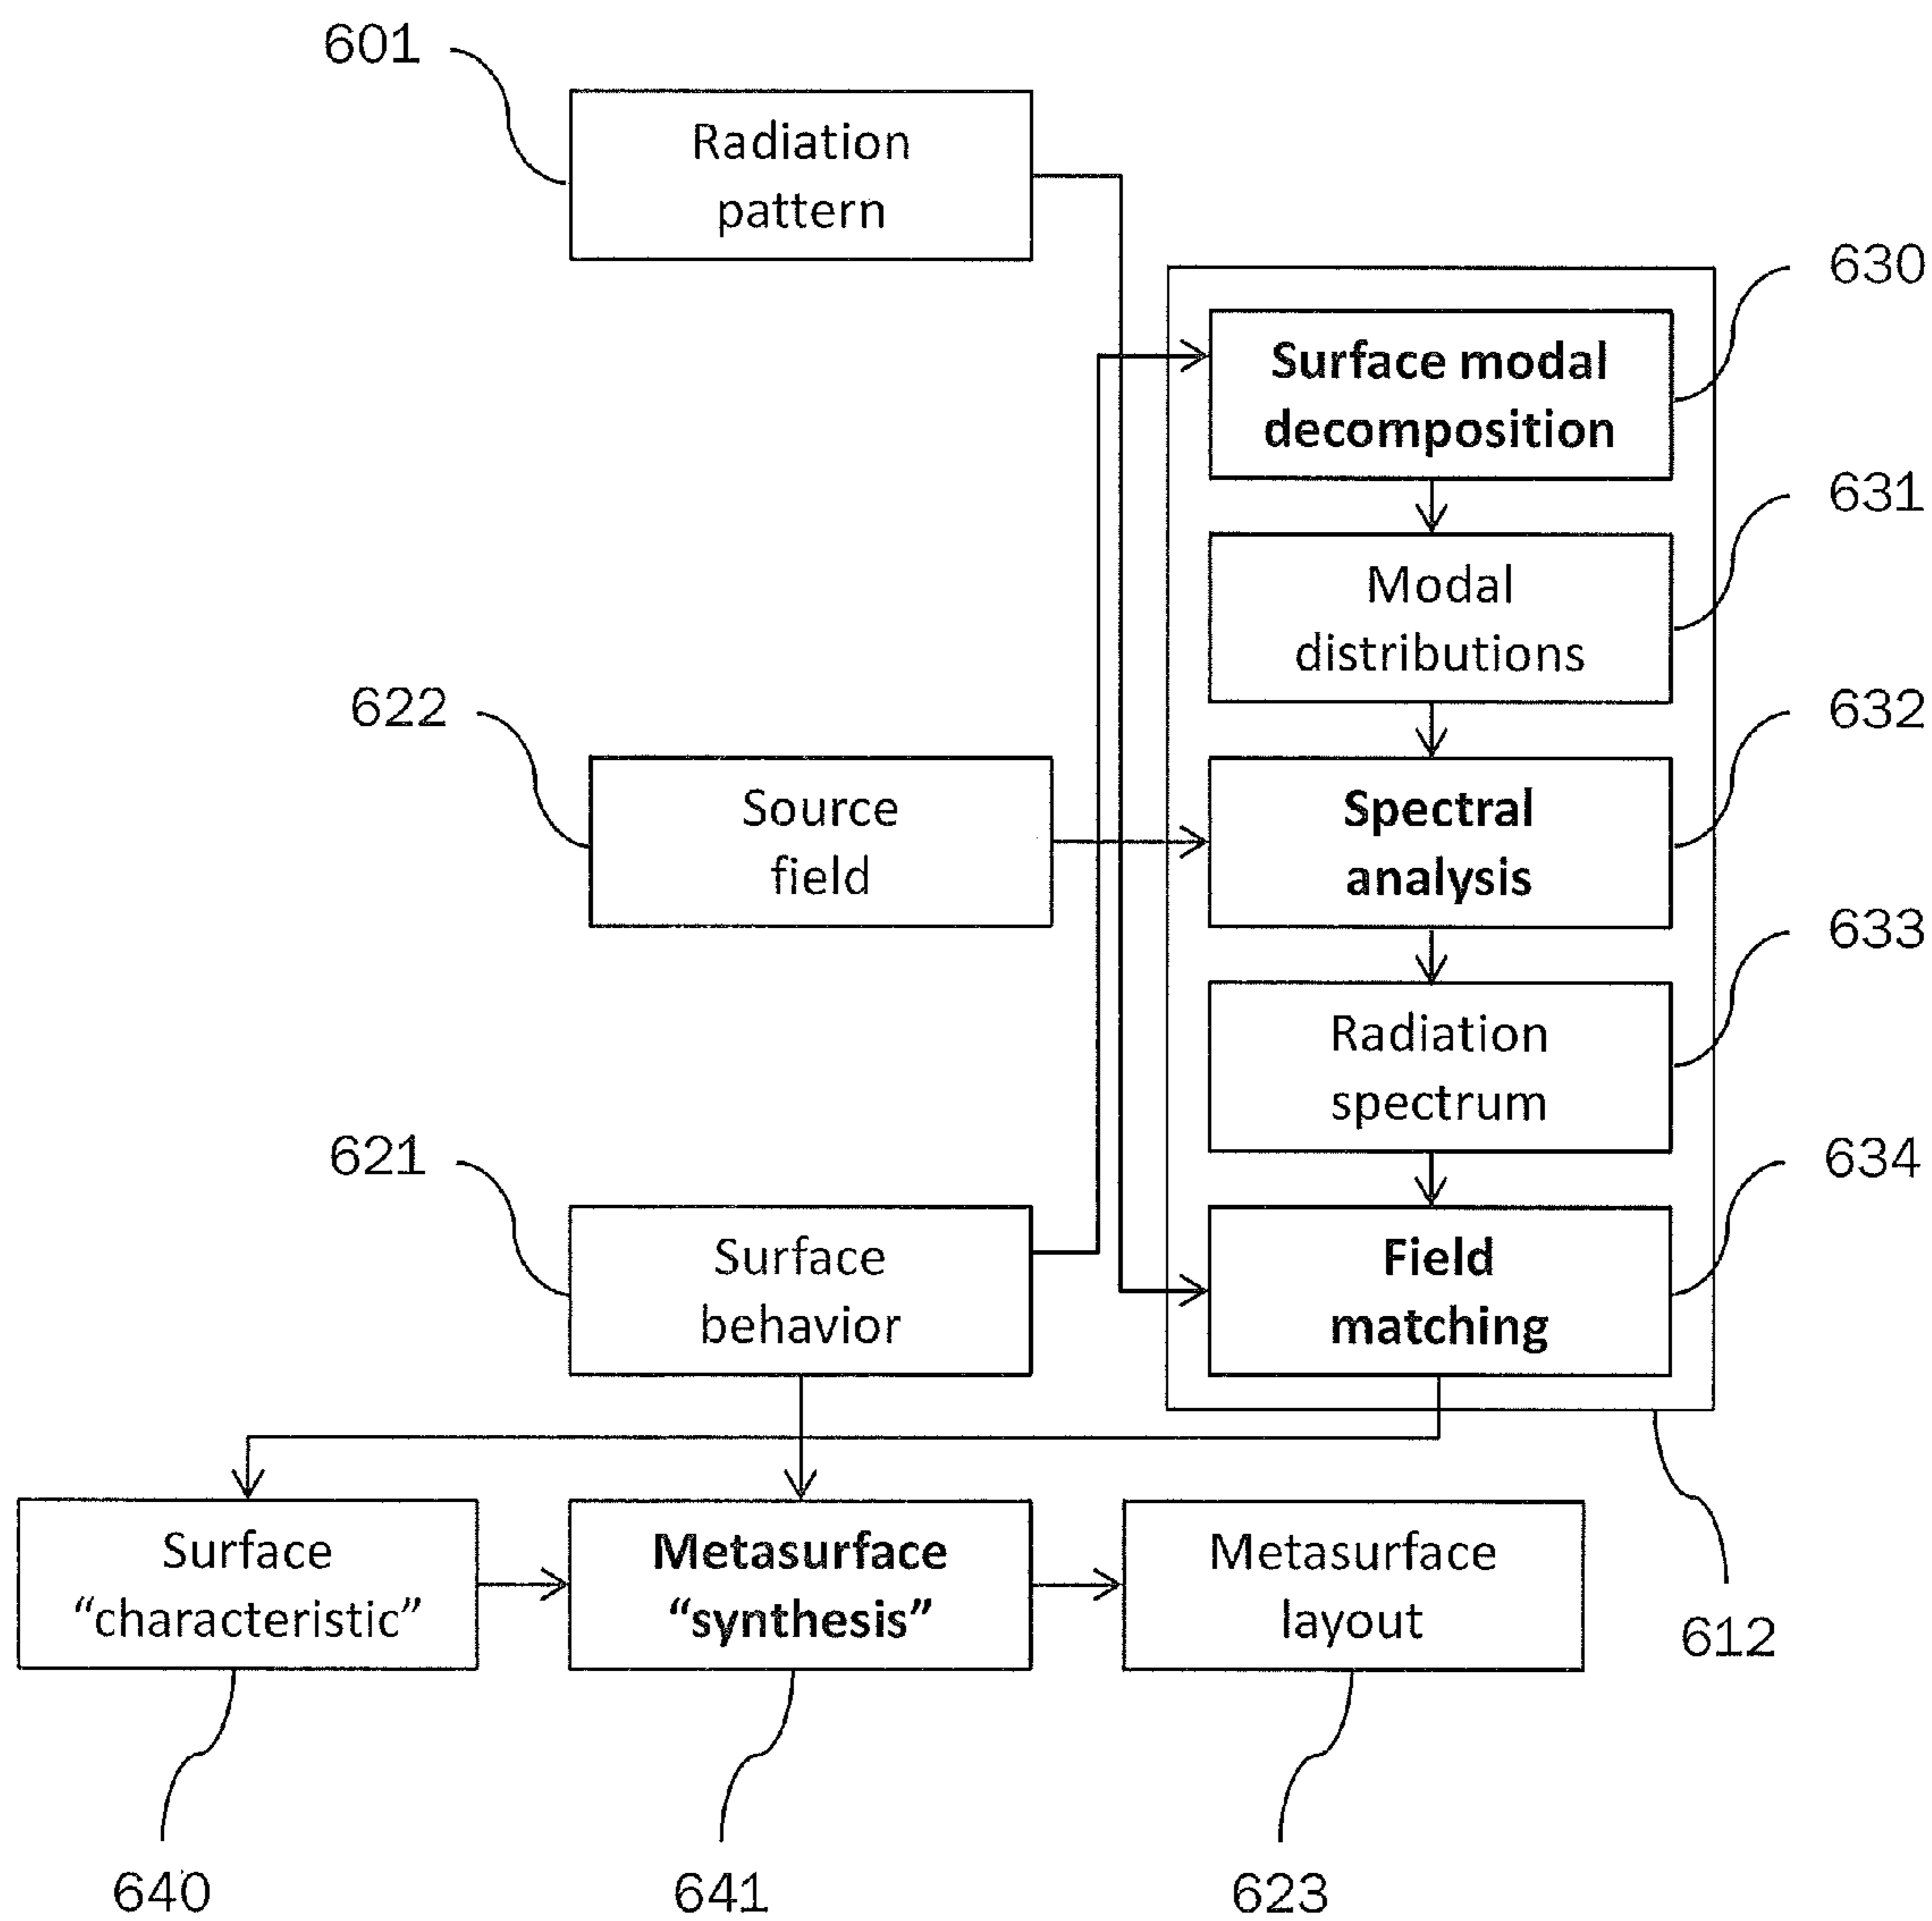 601
Radiation
pattern
630
Surface modal
decomposition
631
Modal
distributions
622
632
Source
field
Spectral
analysis
633
Radiation
spectrum
621
634
Surface
behavior
Field
matching
Surface
“characteristic”
Metasurface
“synthesis”
Metasurface
layout
612
640
641
623